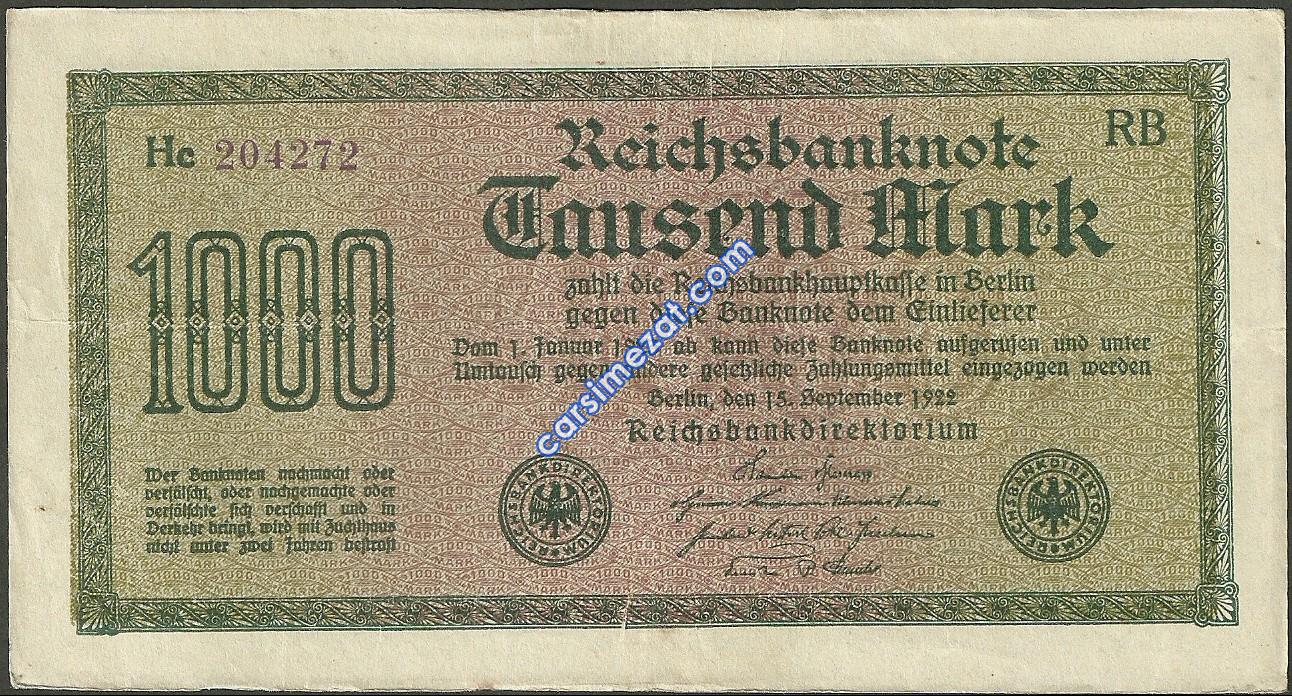 Hc 204272
RB
Reichsbanknote
Tausend Mark
zahlt die Reichsbankhauptkasse in Berlin
gegen diese Banknote dem Einlieferer
Vom 1. Januar ab kann diese Banknote aufgerufen und unter
Umtausch gegen andere gesetzliche Zahlungsmittel eingezogen werden
Berlin, den 15. September 1922
Reichsbankdirektorium
1000
Wer Banknoten nachmacht oder
verfälscht, oder nachgemachte oder
verfälschte sich verschafft und in
Verkehr bringt, wird mit Zuchthaus
nicht unter zwei Jahren bestraft
REICHSBANKDIREKTORIUM
REICHSBANKDIREKTORIUM
carsimezat.com